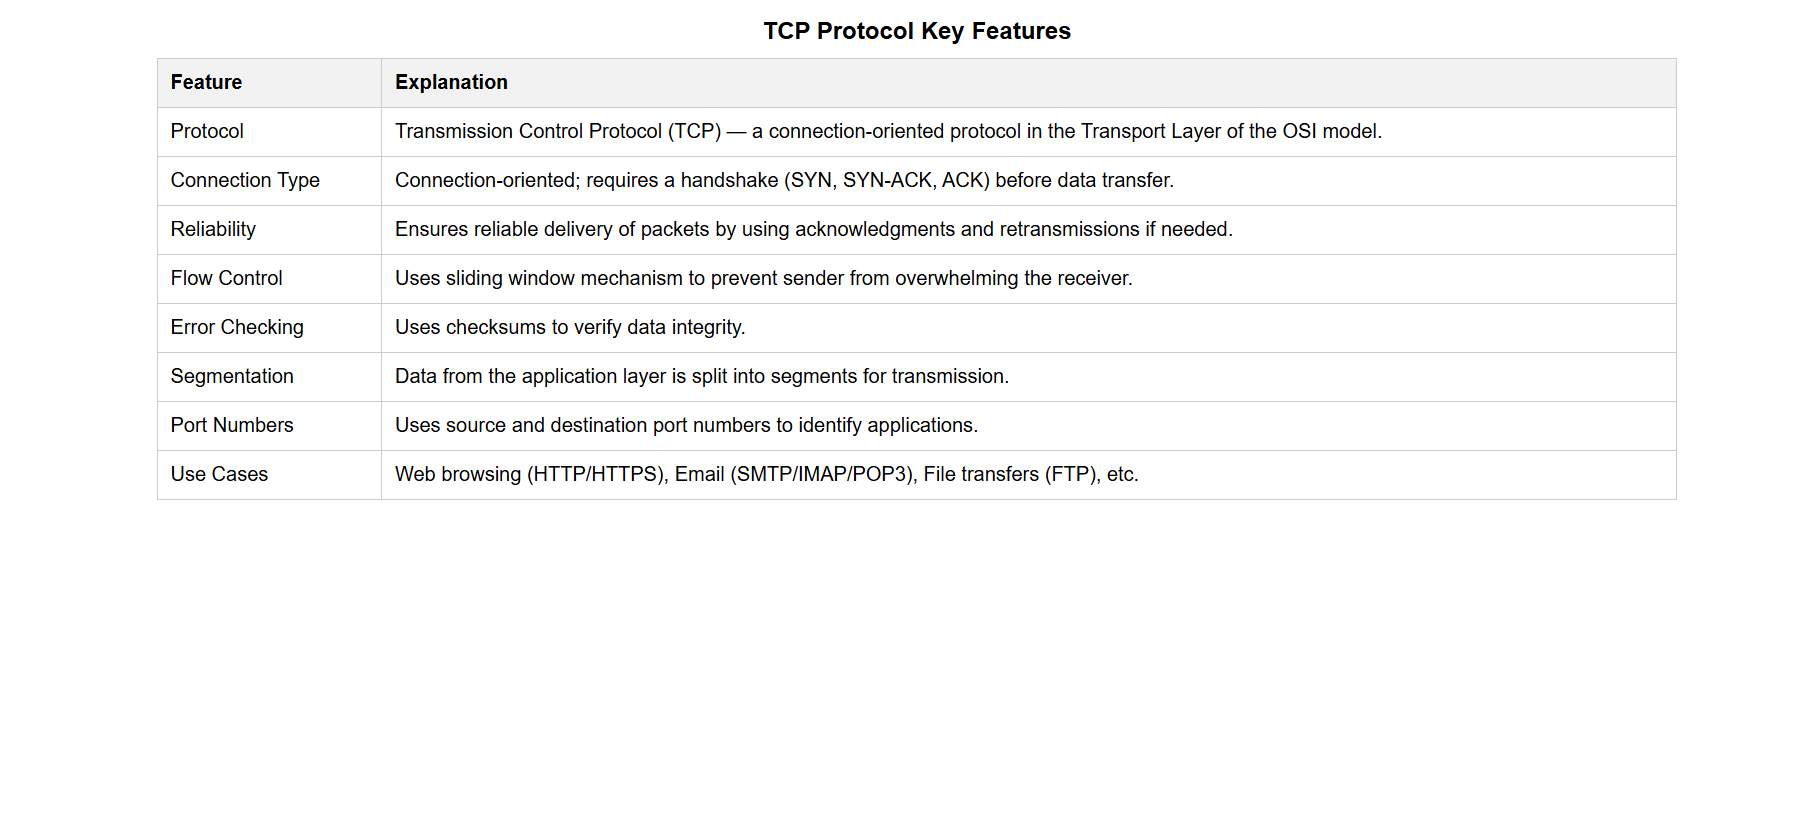 TCP Protocol Key Features
Feature Explanation
Protocol Transmission Control Protocol (TCP) — a connection-oriented protocol in the Transport Layer of the OSI model.
Connection Type Connection-oriented; requires a handshake (SYN, SYN-ACK, ACK) before data transfer.
Reliability Ensures reliable delivery of packets by using acknowledgments and retransmissions if needed.
Flow Control Uses sliding window mechanism to prevent sender from overwhelming the receiver.
Error Checking Uses checksums to verify data integrity.
Segmentation Data from the application layer is split into segments for transmission.
Port Numbers Uses source and destination port numbers to identify applications.
Use Cases Web browsing (HTTP/HTTPS), Email (SMTP/IMAP/POP3), File transfers (FTP), etc.